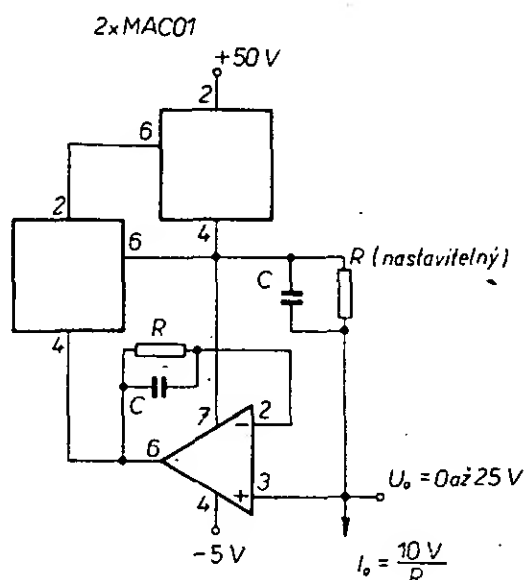 2xMAC01
+50 V
2
6
4
2
6
4
R (nastavitelný)
C
R
C
7
2
-
6
3
+
4
-5 V
U₀ = 0 až 25 V
I₀ = 10 V / R